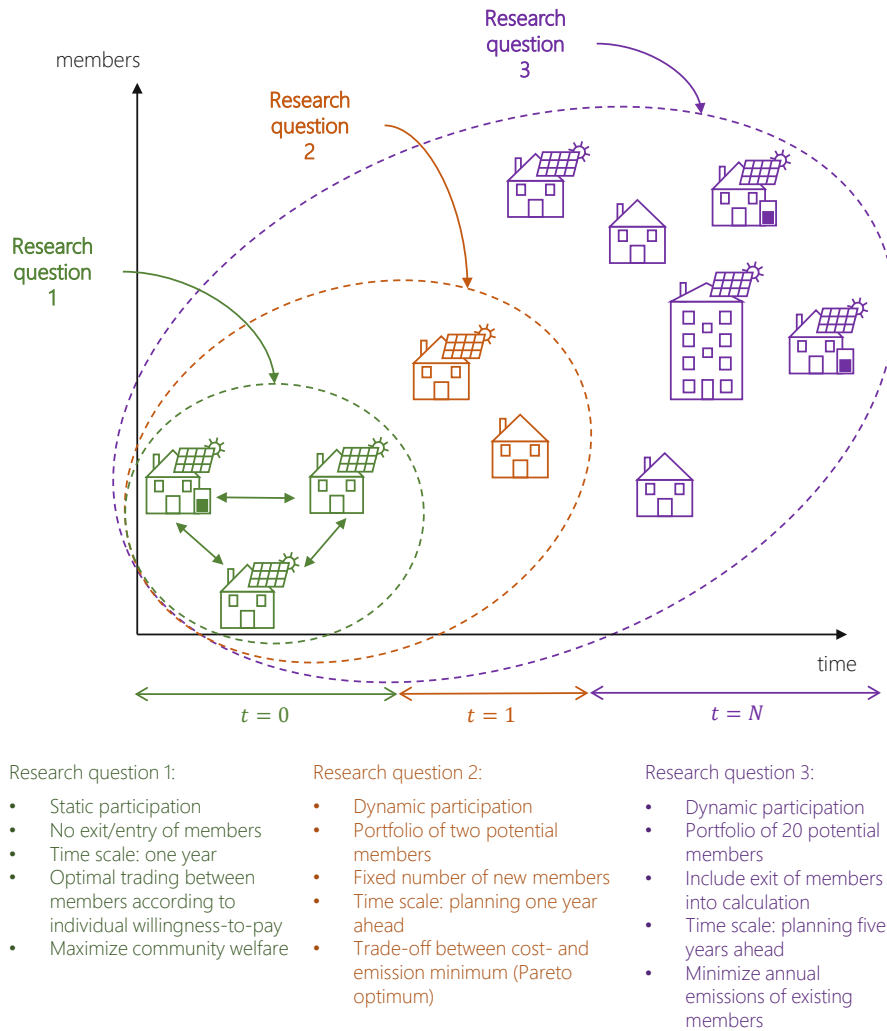 Research
question
3
members
Research
question
2
Research
question
1
time
t = 0
t = 1
t = N
Research question 1:
• Static participation
• No exit/entry of members
• Time scale: one year
• Optimal trading between
members according to
individual willingness-to-pay
• Maximize community welfare
Research question 2:
• Dynamic participation
• Portfolio of two potential
members
• Fixed number of new members
• Time scale: planning one year
ahead
• Trade-off between cost- and
emission minimum (Pareto
optimum)
Research question 3:
• Dynamic participation
• Portfolio of 20 potential
members
• Include exit of members
into calculation
• Time scale: planning five
years ahead
• Minimize annual
emissions of existing
members